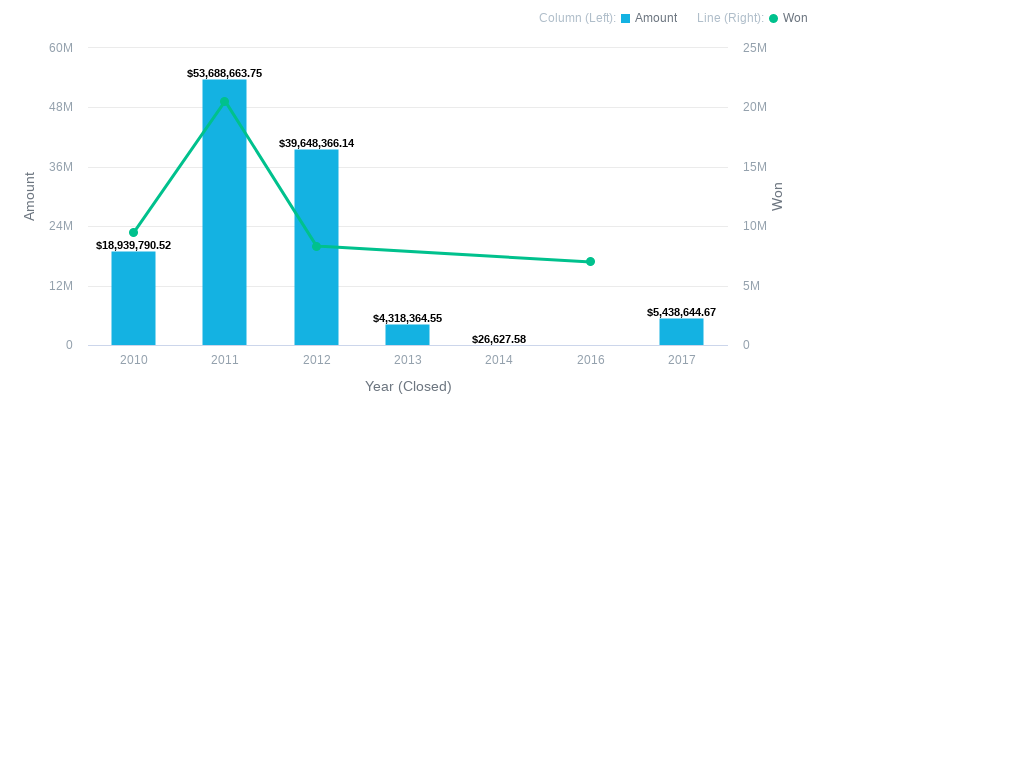 Column (Left): Amount Line (Right): Won
60M 25M
$53,688,663.75
48M 20M
$39,648,366.14
36M 15M
Amount Won
24M 10M
$18,939,790.52
12M 5M
$4,318,364.55 $5,438,644.67
$26,627.58
0 0
2010 2011 2012 2013 2014 2016 2017
Year (Closed)